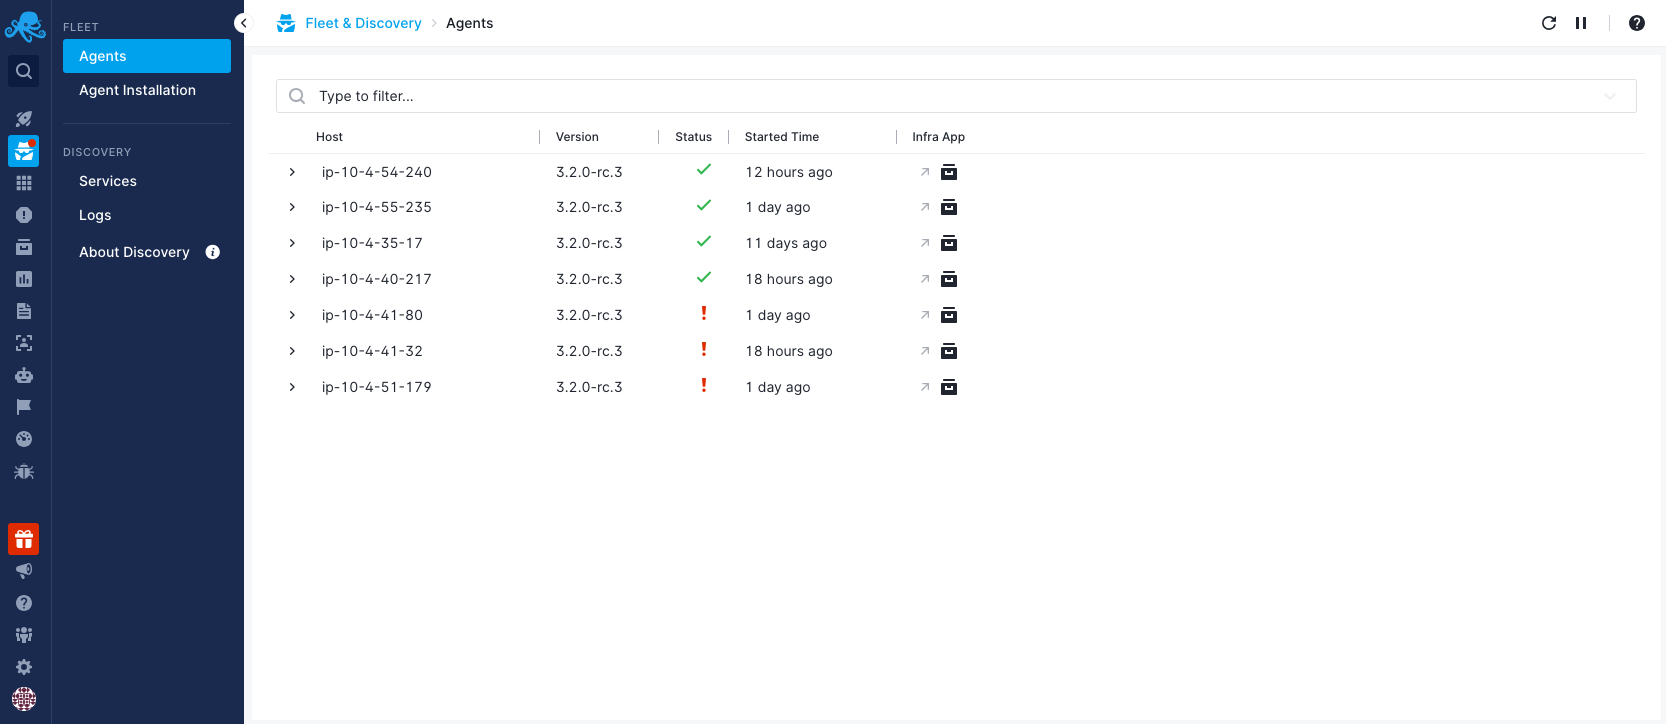 FLEET
Agents
Agent Installation
DISCOVERY
Services
Logs
About Discovery
Fleet & Discovery Agents
Type to filter...
Host Version Status Started Time Infra App
ip-10-4-54-240 3.2.0-rc.3 12 hours ago
ip-10-4-55-235 3.2.0-rc.3 1 day ago
ip-10-4-35-17 3.2.0-rc.3 11 days ago
ip-10-4-40-217 3.2.0-rc.3 18 hours ago
ip-10-4-41-80 3.2.0-rc.3 1 day ago
ip-10-4-41-32 3.2.0-rc.3 18 hours ago
ip-10-4-51-179 3.2.0-rc.3 1 day ago